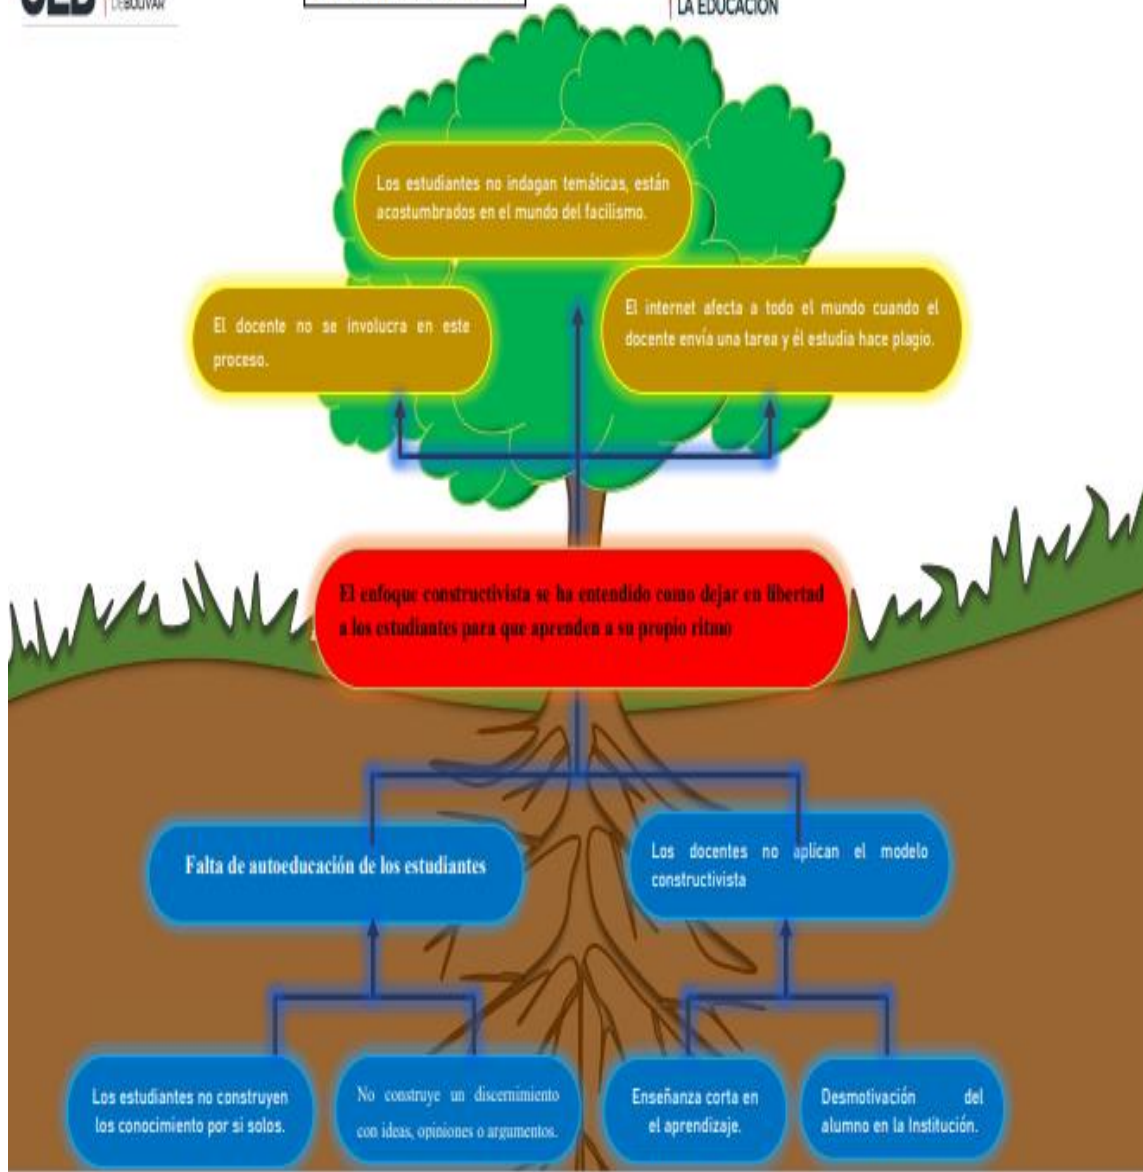 UEB
DE BOLÍVAR
LA EDUCACIÓN
Los estudiantes no indagan temáticas, están
acostumbrados en el mundo del facilismo.
El docente no se involucra en este
proceso.
El internet afecta a todo el mundo cuando el
docente envía una tarea y él estudia hace plagio.
El enfoque constructivista se ha entendido como dejar en libertad
a los estudiantes para que aprenden a su propio ritmo
Falta de autoeducación de los estudiantes
Los docentes no aplican el modelo
constructivista
Los estudiantes no construyen
los conocimiento por si solos.
No construye un discernimiento
con ideas, opiniones o argumentos.
Enseñanza corta en
el aprendizaje.
Desmotivación del
alumno en la Institución.